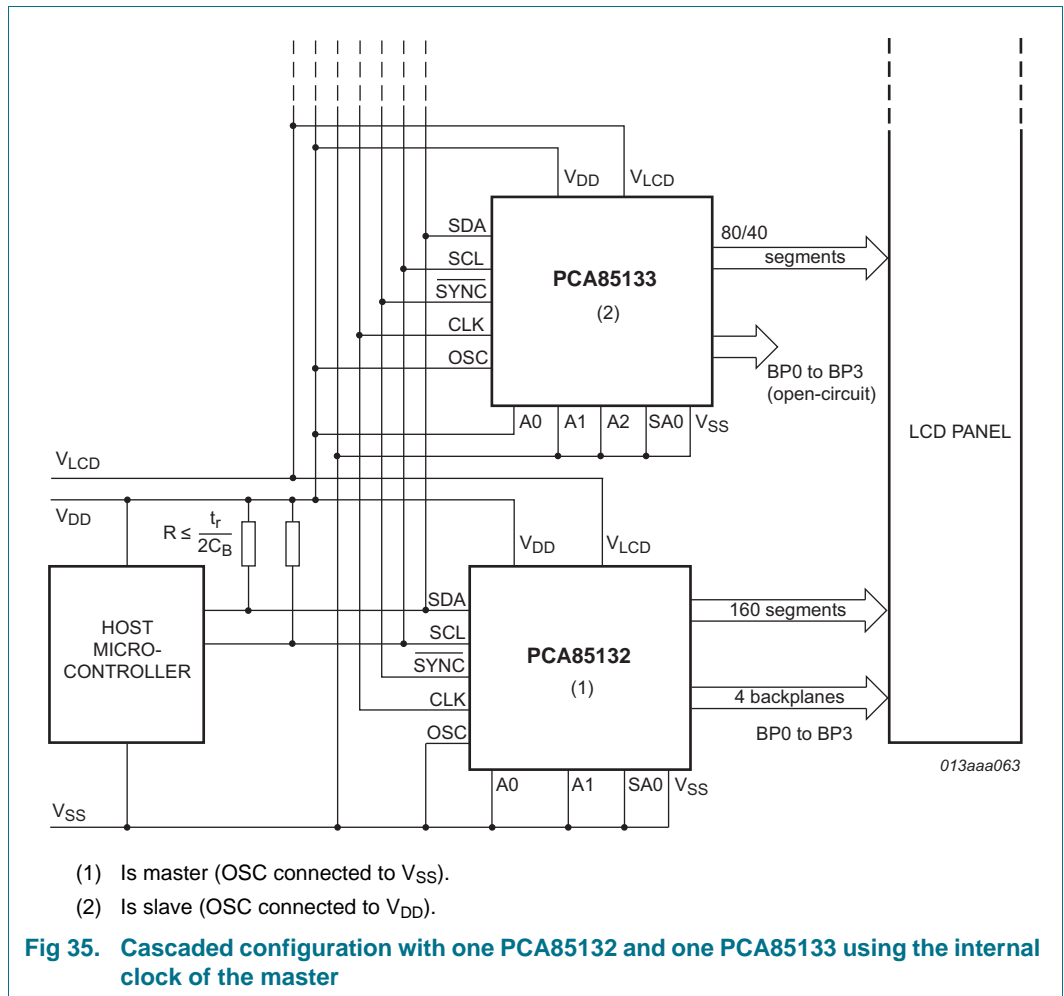 V_DD
V_LCD
SDA
SCL
SYNC
CLK
OSC
PCA85133
(2)
80/40
segments
BP0 to BP3
(open-circuit)
A0
A1
A2
SA0
V_SS
LCD PANEL
V_LCD
V_DD
R ≤ t_r / 2C_B
V_DD
V_LCD
HOST
MICRO-
CONTROLLER
SDA
SCL
SYNC
CLK
OSC
PCA85132
(1)
160 segments
4 backplanes
BP0 to BP3
A0
A1
SA0
V_SS
V_SS
013aaa063
(1) Is master (OSC connected to V_SS).
(2) Is slave (OSC connected to V_DD).
Fig 35. Cascaded configuration with one PCA85132 and one PCA85133 using the internal
clock of the master